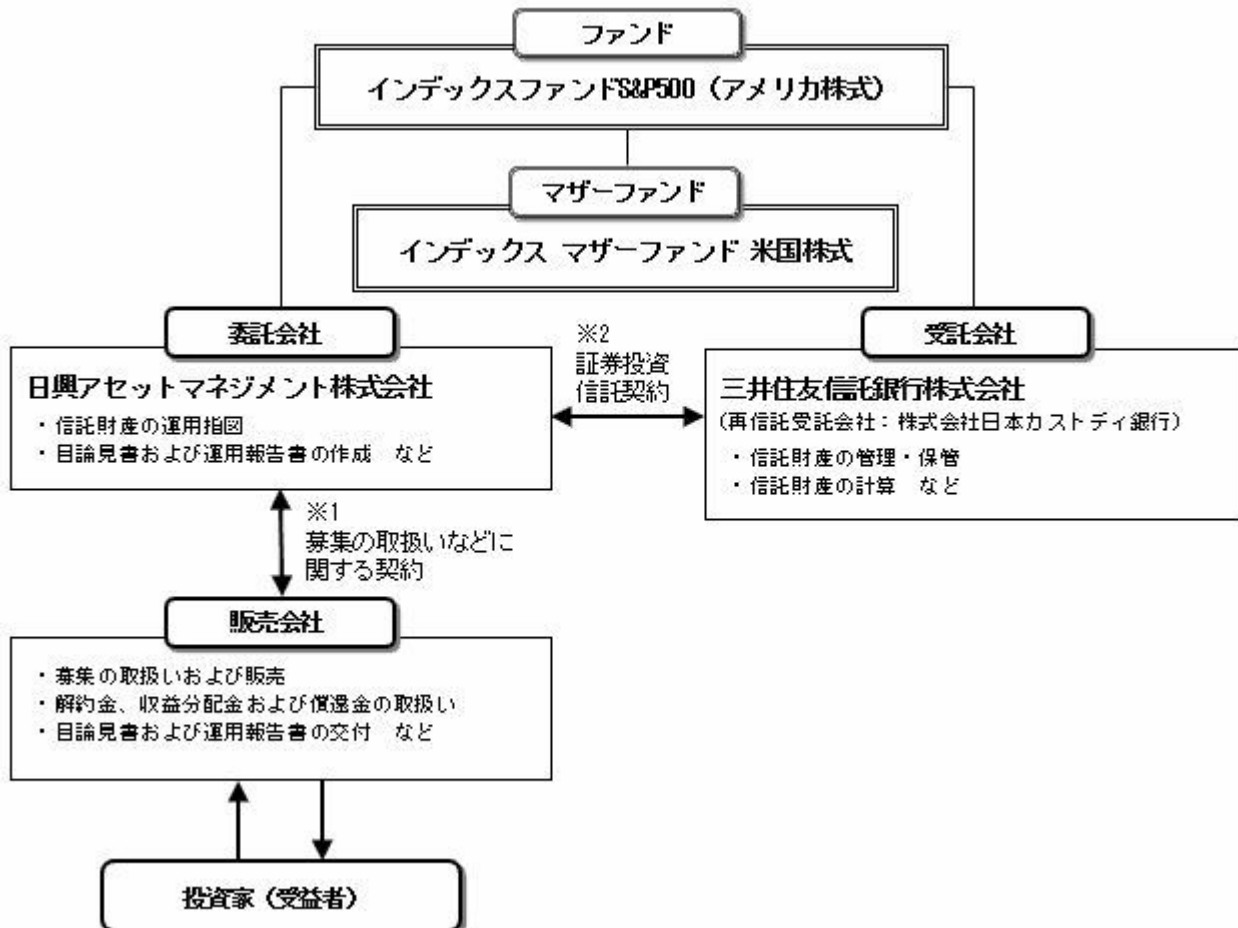 ファンド
インデックスファンドS&P500（アメリカ株式）
マザーファンド
インデックス マザーファンド 米国株式
委託会社
日興アセットマネジメント株式会社
・信託財産の運用指図
・目論見書および運用報告書の作成　など
※2
証券投資
信託契約
受託会社
三井住友信託銀行株式会社
（再信託受託会社：株式会社日本カストディ銀行）
・信託財産の管理・保管
・信託財産の計算　など
※1
募集の取扱いなどに
関する契約
販売会社
・募集の取扱いおよび販売
・解約金、収益分配金および償還金の取扱い
・目論見書および運用報告書の交付　など
投資家（受益者）